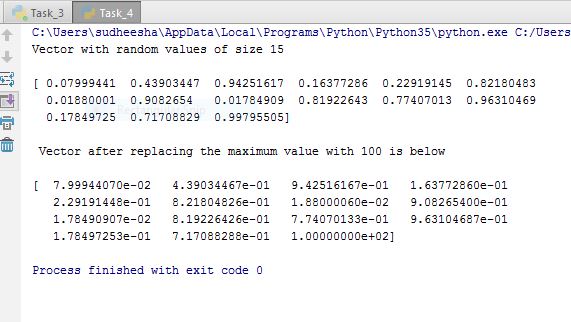 Task_3 Task_4
C:\Users\sudheesha\AppData\Local\Programs\Python\Python35\python.exe C:/Users
Vector with random values of size 15
[ 0.07999441 0.43903447 0.94251617 0.16377286 0.22919145 0.82180483
0.01880001 0.9082654 0.01784909 0.81922643 0.77407013 0.96310469
0.17849725 0.71708829 0.99795505]
Vector after replacing the maximum value with 100 is below
[ 7.99944070e-02 4.39034467e-01 9.42516167e-01 1.63772860e-01
2.29191448e-01 8.21804826e-01 1.88000060e-02 9.08265400e-01
1.78490907e-02 8.19226426e-01 7.74070133e-01 9.63104687e-01
1.78497253e-01 7.17088288e-01 1.00000000e+02]
Process finished with exit code 0